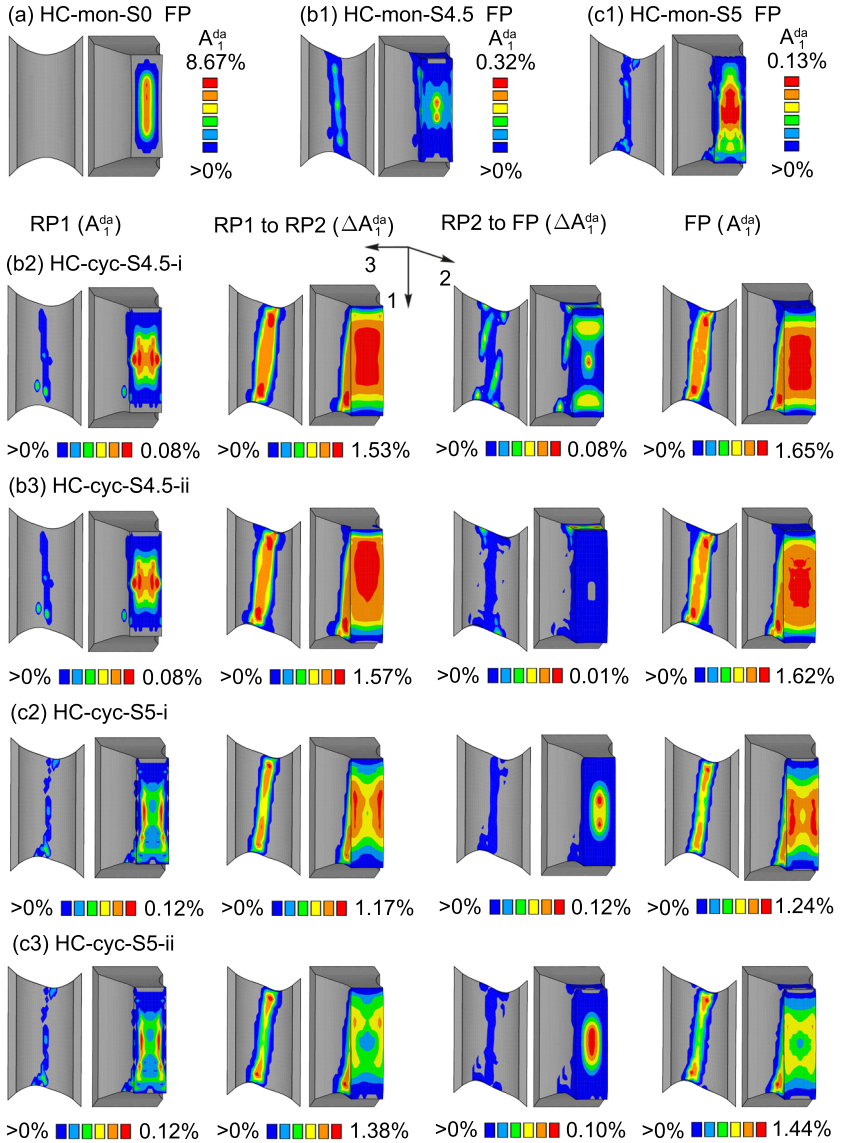 (a) HC-mon-S0 FP
(b1) HC-mon-S4.5 FP
(c1) HC-mon-S5 FP
A₁ᵈᵃ
8.67%
>0%
A₁ᵈᵃ
0.32%
>0%
A₁ᵈᵃ
0.13%
>0%
RP1 (A₁ᵈᵃ)
RP1 to RP2 (ΔA₁ᵈᵃ)
RP2 to FP (ΔA₁ᵈᵃ)
FP (A₁ᵈᵃ)
3
2
1
(b2) HC-cyc-S4.5-i
>0% 0.08%
>0% 1.53%
>0% 0.08%
>0% 1.65%
(b3) HC-cyc-S4.5-ii
>0% 0.08%
>0% 1.57%
>0% 0.01%
>0% 1.62%
(c2) HC-cyc-S5-i
>0% 0.12%
>0% 1.17%
>0% 0.12%
>0% 1.24%
(c3) HC-cyc-S5-ii
>0% 0.12%
>0% 1.38%
>0% 0.10%
>0% 1.44%